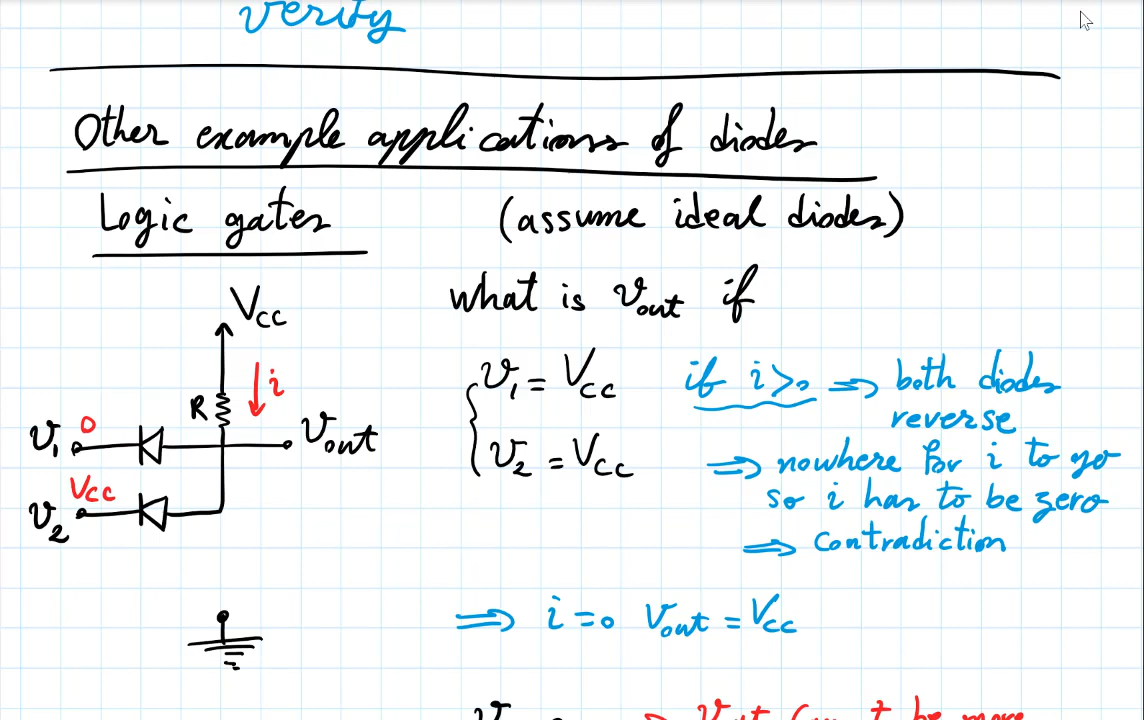 verify
Other example applications of diodes
Logic gates (assume ideal diodes)
what is Vout if
Vcc
i
R
v1 0
Vout
Vcc
v2
v1 = Vcc
v2 = Vcc
if i>0 ⇒ both diodes
reverse
⇒ nowhere for i to go
so i has to be zero
⇒ contradiction
⇒ i=0 Vout = Vcc